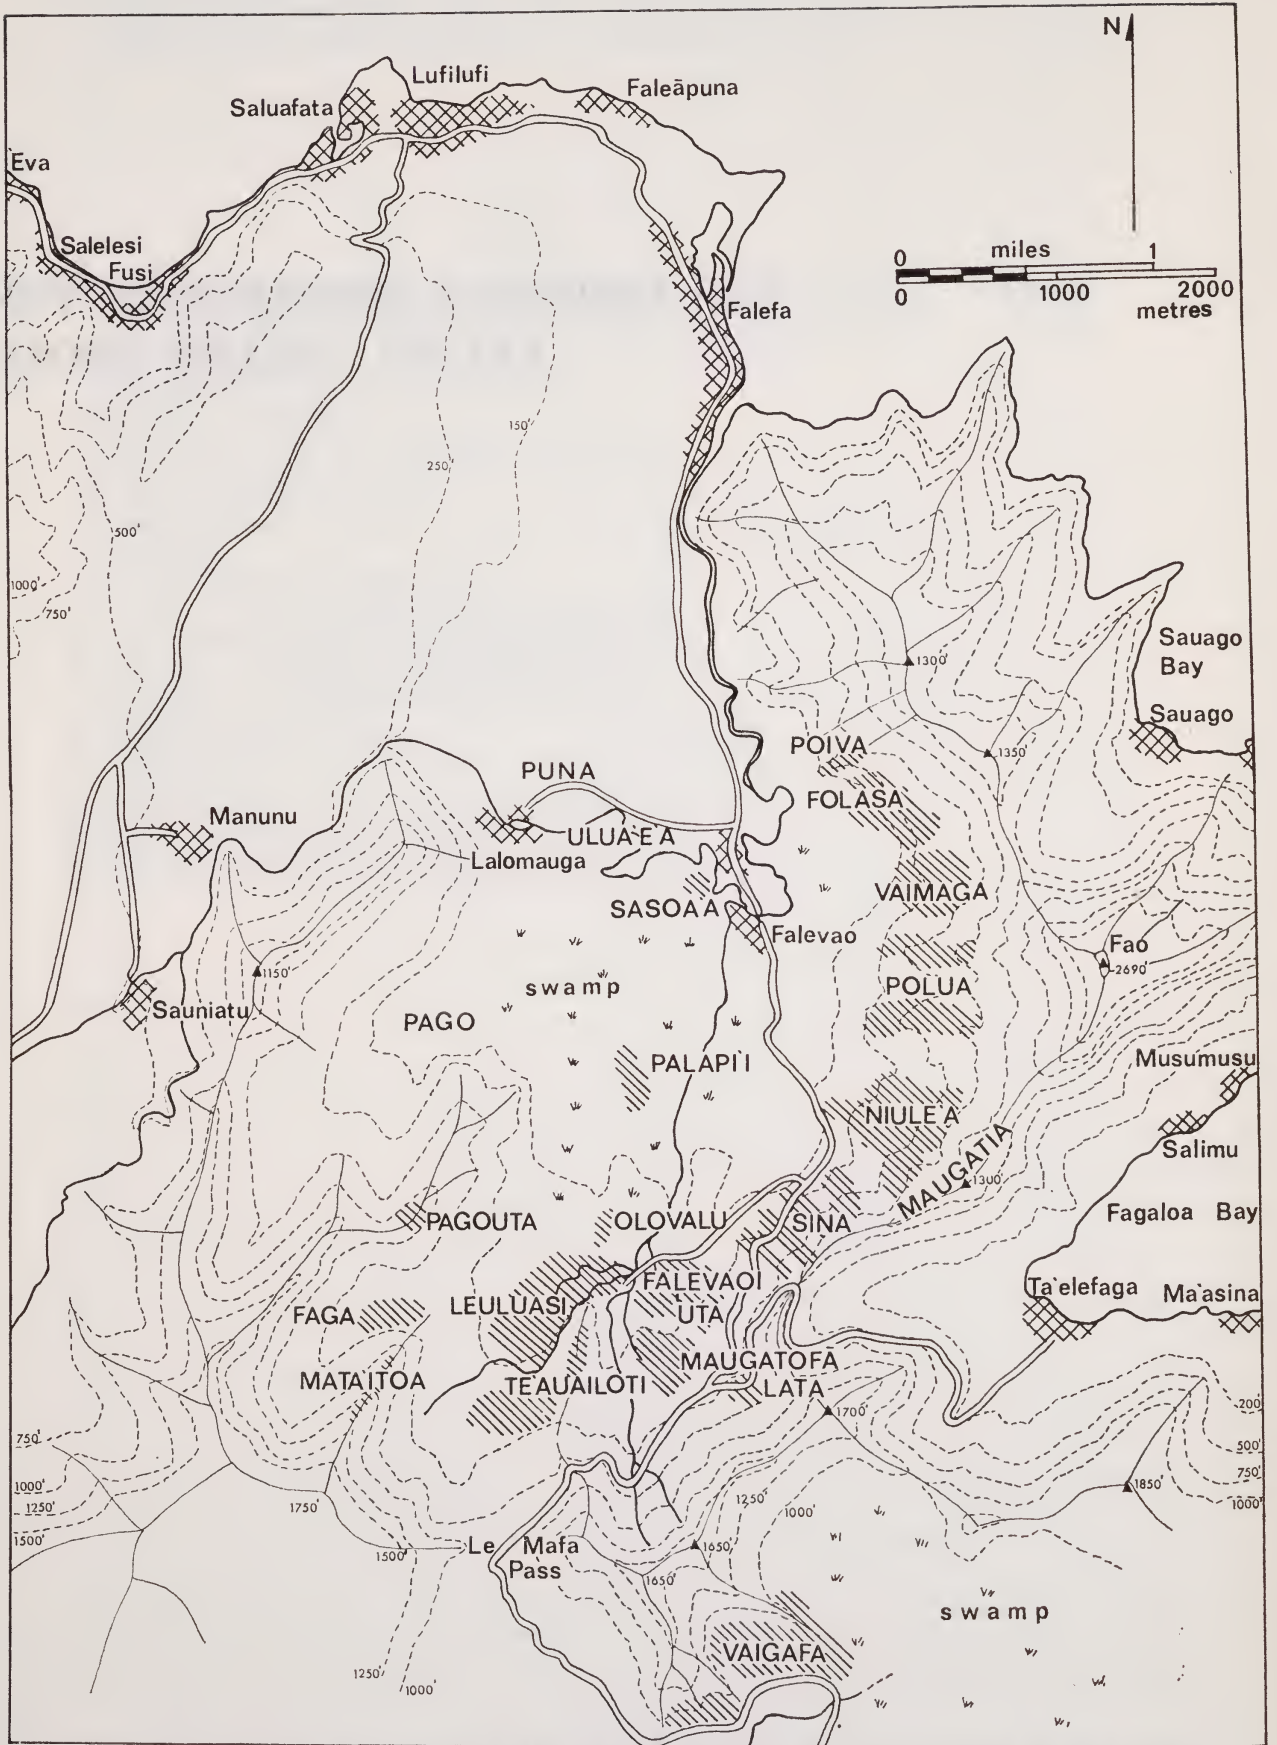 N
Lufilufi
Saluafata
Faleāpuna
Eva
Salelesi
Fusi
0 miles 1
0 1000 2000
metres
Falefa
150'
250'
500'
1000'
750'
Sauago
Bay
1300'
Sauago
POIVA
1350'
PUNA
FOLASA
Manunu
ULUA'E A
Lalomauga
VAIMAGA
SASOA'A
Falevao
Fao
1150'
2690'
swamp
POLUA
Sauniatu
PAGO
PALAPI'I
Musumusu
NIULE'A
Salimu
MAUGATIA
1300'
PAGOUTA
OLOVALU
SINA
Fagaloa Bay
FALEVAOI
UTA
Ta'elefaga
Ma'asina
LEULUASI
FAGA
MAUGATOFA
MATA'ITOA
TEAUAILOTI
LATA
200'
1700'
750'
500'
750'
1000'
1850'
1000'
1250'
1250'
1000'
1750'
1500'
1500'
Le Mafa
Pass
1650'
1650'
swamp
VAIGAFA
1250'
1000'